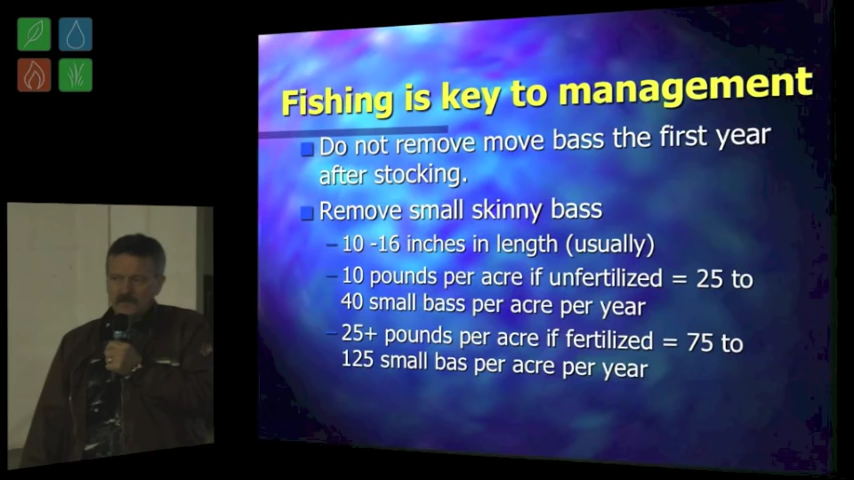 Fishing is key to management
Do not remove move bass the first year
after stocking.
Remove small skinny bass
– 10 -16 inches in length (usually)
– 10 pounds per acre if unfertilized = 25 to
40 small bass per acre per year
– 25+ pounds per acre if fertilized = 75 to
125 small bas per acre per year